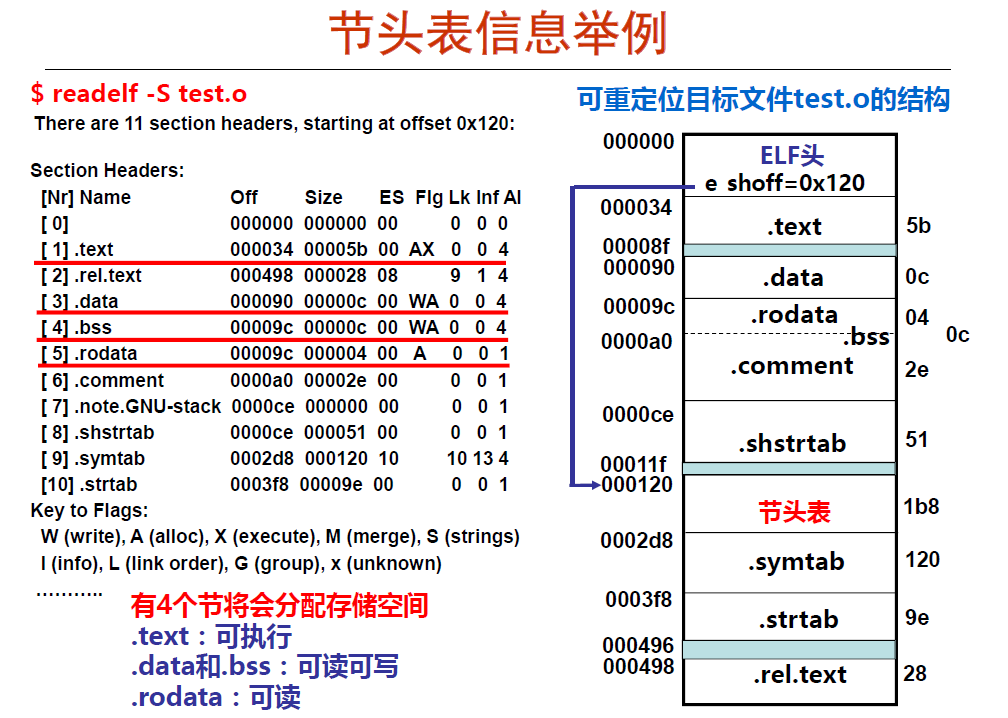 节头表信息举例
$ readelf -S test.o
There are 11 section headers, starting at offset 0x120:
Section Headers:
[Nr] Name Off Size ES Flg Lk Inf Al
[ 0] 000000 000000 00 0 0 0
[ 1] .text 000034 00005b 00 AX 0 0 4
[ 2] .rel.text 000498 000028 08 9 1 4
[ 3] .data 000090 00000c 00 WA 0 0 4
[ 4] .bss 00009c 00000c 00 WA 0 0 4
[ 5] .rodata 00009c 000004 00 A 0 0 1
[ 6] .comment 0000a0 00002e 00 0 0 1
[ 7] .note.GNU-stack 0000ce 000000 00 0 0 1
[ 8] .shstrtab 0000ce 000051 00 0 0 1
[ 9] .symtab 0002d8 000120 10 10 13 4
[10] .strtab 0003f8 00009e 00 0 0 1
Key to Flags:
W (write), A (alloc), X (execute), M (merge), S (strings)
I (info), L (link order), G (group), x (unknown)
………..
有4个节将会分配存储空间
.text：可执行
.data和.bss：可读可写
.rodata：可读
可重定位目标文件test.o的结构
000000
ELF头
e_shoff=0x120
000034
.text 5b
00008f
000090
.data 0c
00009c
.rodata 04
.bss 0c
0000a0
.comment 2e
0000ce
.shstrtab 51
00011f
000120
节头表 1b8
0002d8
.symtab 120
0003f8
.strtab 9e
000496
000498
.rel.text 28